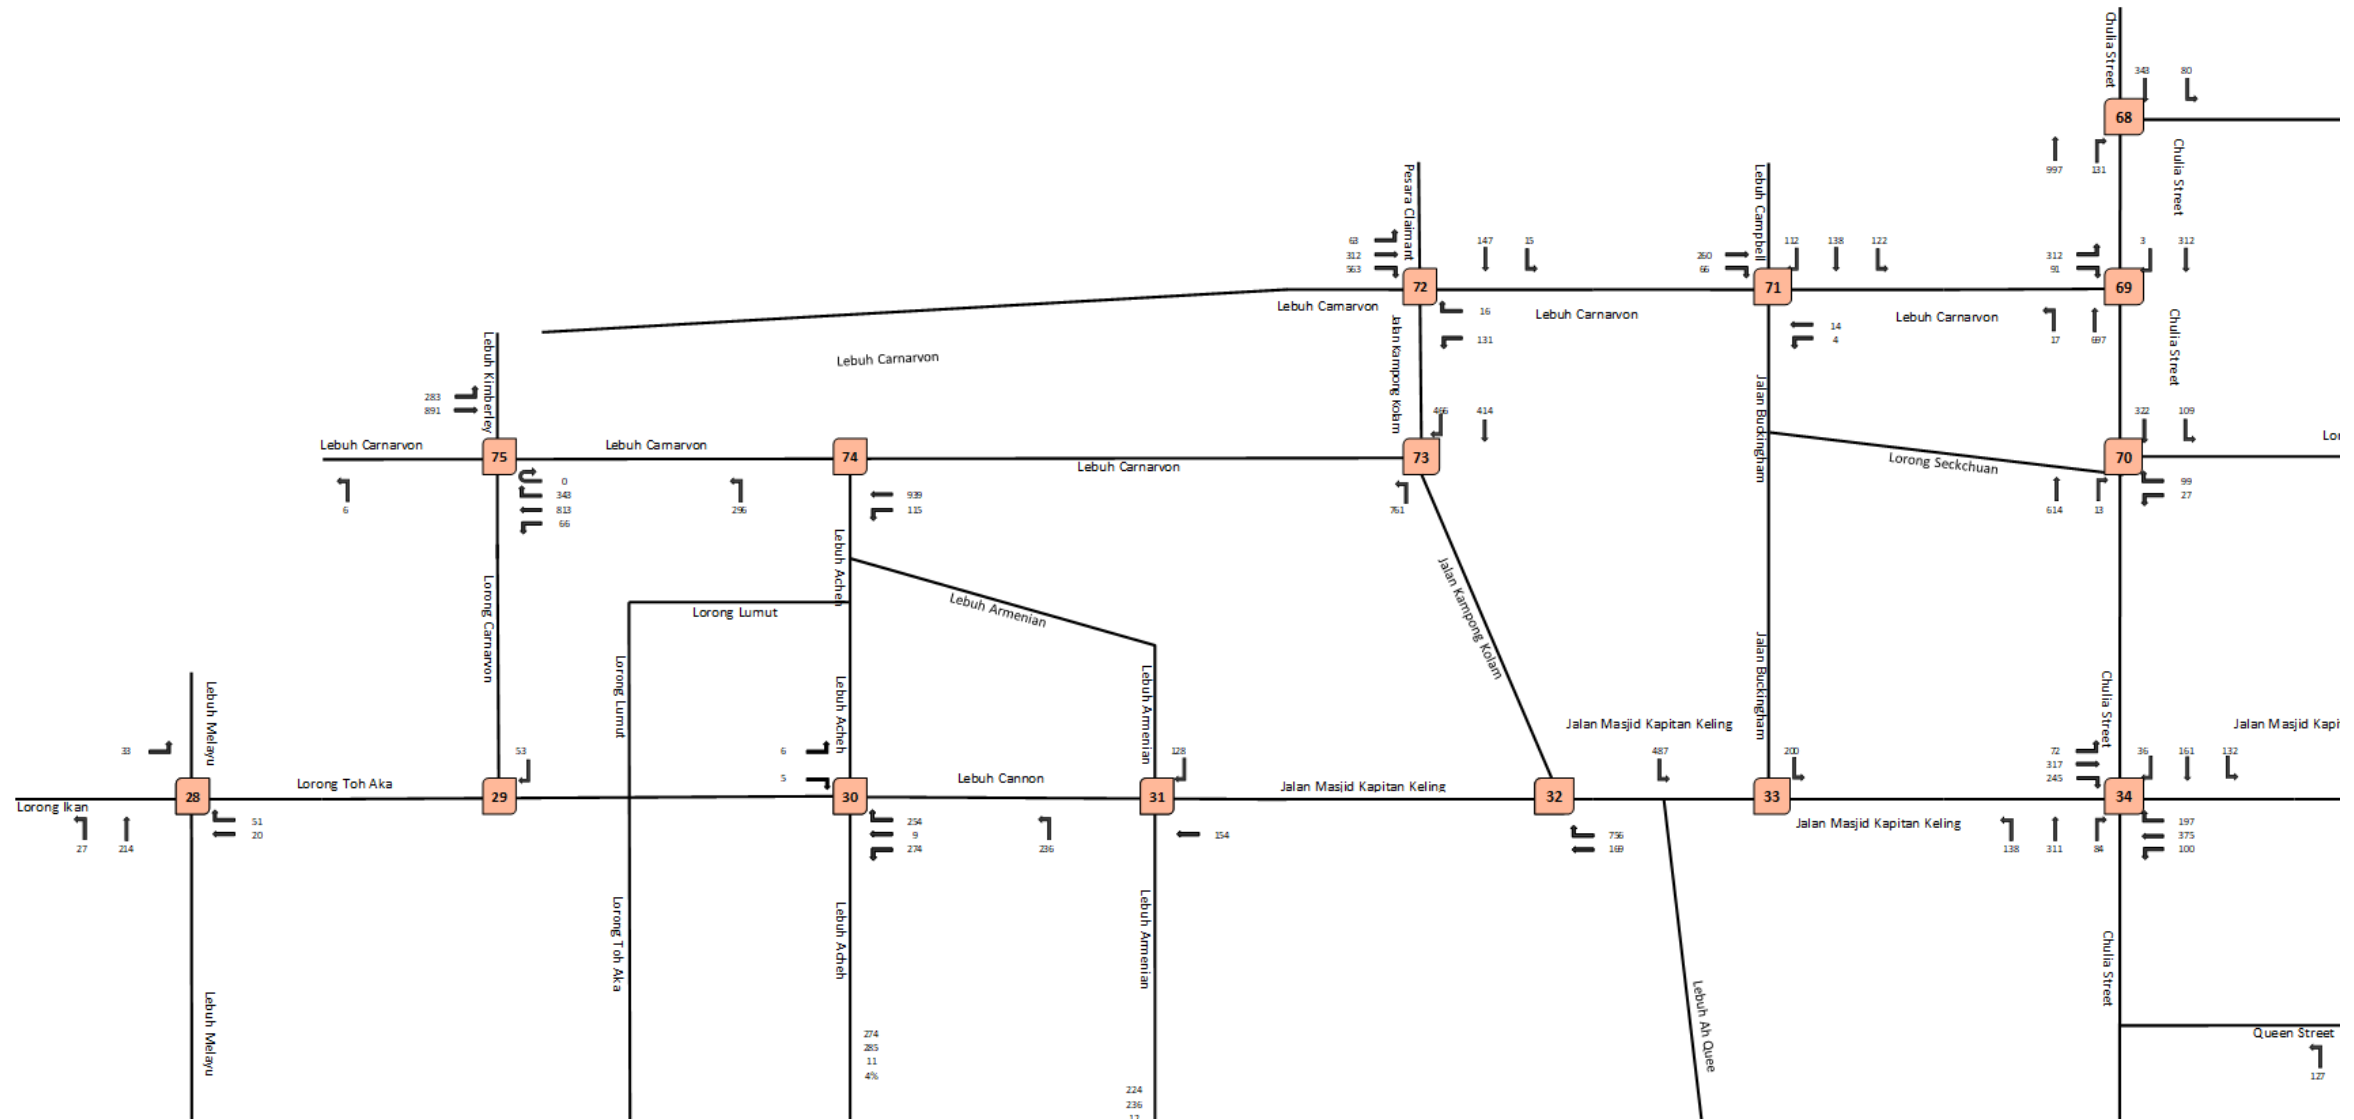 Chulia Street
343 80
68
Chulia Street
997 131
Pesara Claimant
Lebuh Campbell
63
312
563
147 15
260
66
112 138 122
312
91
3 312
72
71
69
Lebuh Carnarvon
16
131
Lebuh Carnarvon
14
4
Lebuh Carnarvon
17 697
Chulia Street
Lebuh Kimberley
Lebuh Carnarvon
Jalan Kampong Kolam
Jalan Buckingham
283
891
466 414
322 109
Lebuh Carnarvon
75
Lebuh Carnarvon
74
Lebuh Carnarvon
73
Lorong Seckchuan
70
Lor
6
0
343
813
66
296
939
115
761
614 13
99
27
Lebuh Acheh
Lorong Carnarvon
Lorong Lumut
Lebuh Armenian
Jalan Kampong Kolam
Lebuh Melayu
Lorong Lumut
Lebuh Acheh
Lebuh Armenian
Jalan Buckingham
Chulia Street
Jalan Masjid Kapitan Keling
Jalan Masjid Kapi
33
53
6
5
128
487
200
72
317
245
36 161 132
Lorong Ikan
28
Lorong Toh Aka
29
30
Lebuh Cannon
31
Jalan Masjid Kapitan Keling
32
33
Jalan Masjid Kapitan Keling
34
27 214
51
20
254
9
274
236
154
756
169
138 311 84
197
375
100
Lebuh Melayu
Lorong Toh Aka
Lebuh Acheh
Lebuh Armenian
Lebuh Ah Quee
Chulia Street
Queen Street
127
274
285
11
4%
224
236
12